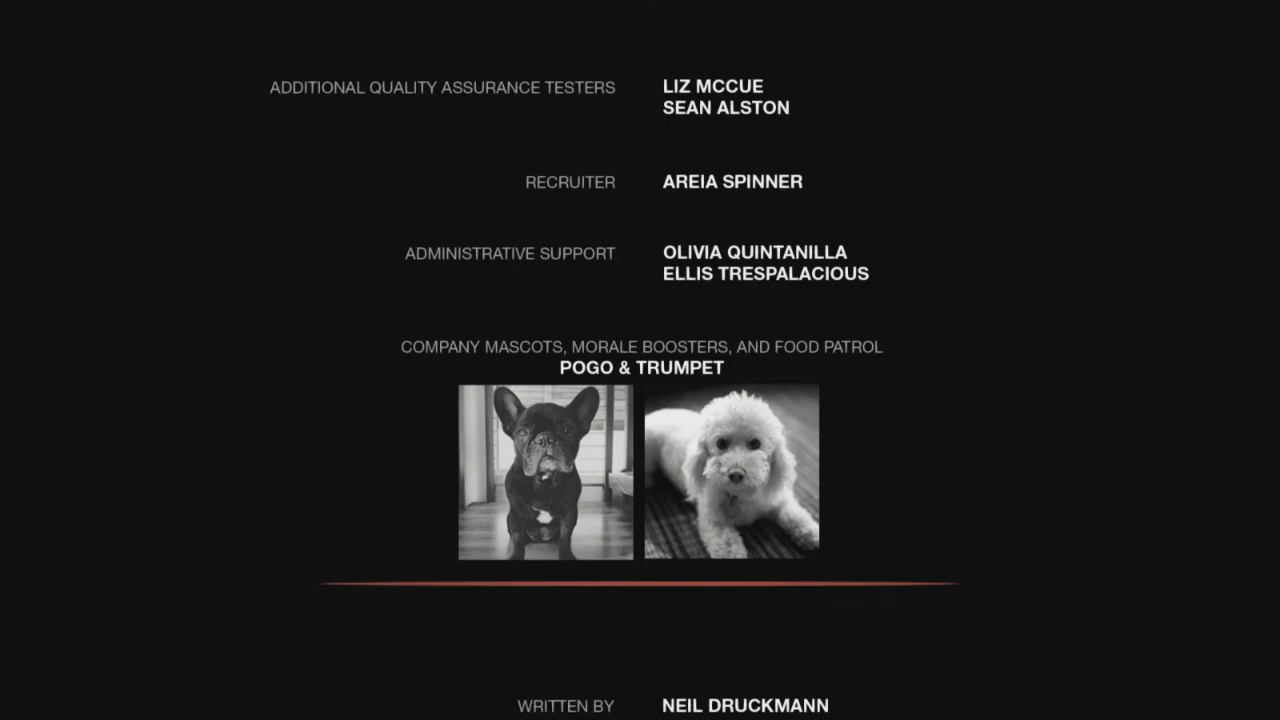 ADDITIONAL QUALITY ASSURANCE TESTERS LIZ MCCUE
SEAN ALSTON
RECRUITER AREIA SPINNER
ADMINISTRATIVE SUPPORT OLIVIA QUINTANILLA
ELLIS TRESPALACIOUS
COMPANY MASCOTS, MORALE BOOSTERS, AND FOOD PATROL
POGO & TRUMPET
WRITTEN BY NEIL DRUCKMANN